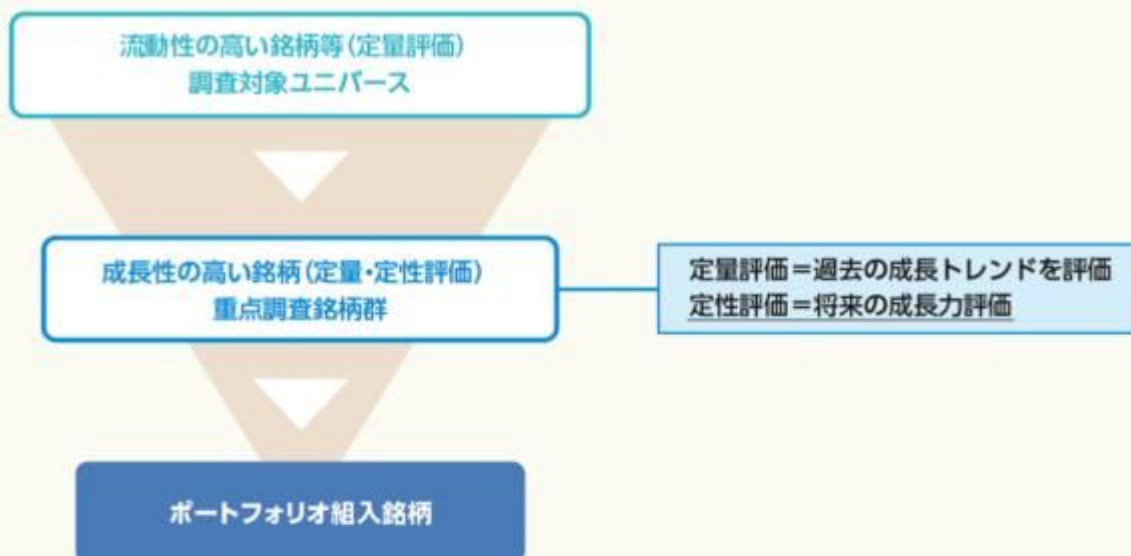 流動性の高い銘柄等(定量評価)
調査対象ユニバース
成長性の高い銘柄(定量・定性評価)
重点調査銘柄群
定量評価＝過去の成長トレンドを評価
定性評価＝将来の成長力評価
ポートフォリオ組入銘柄